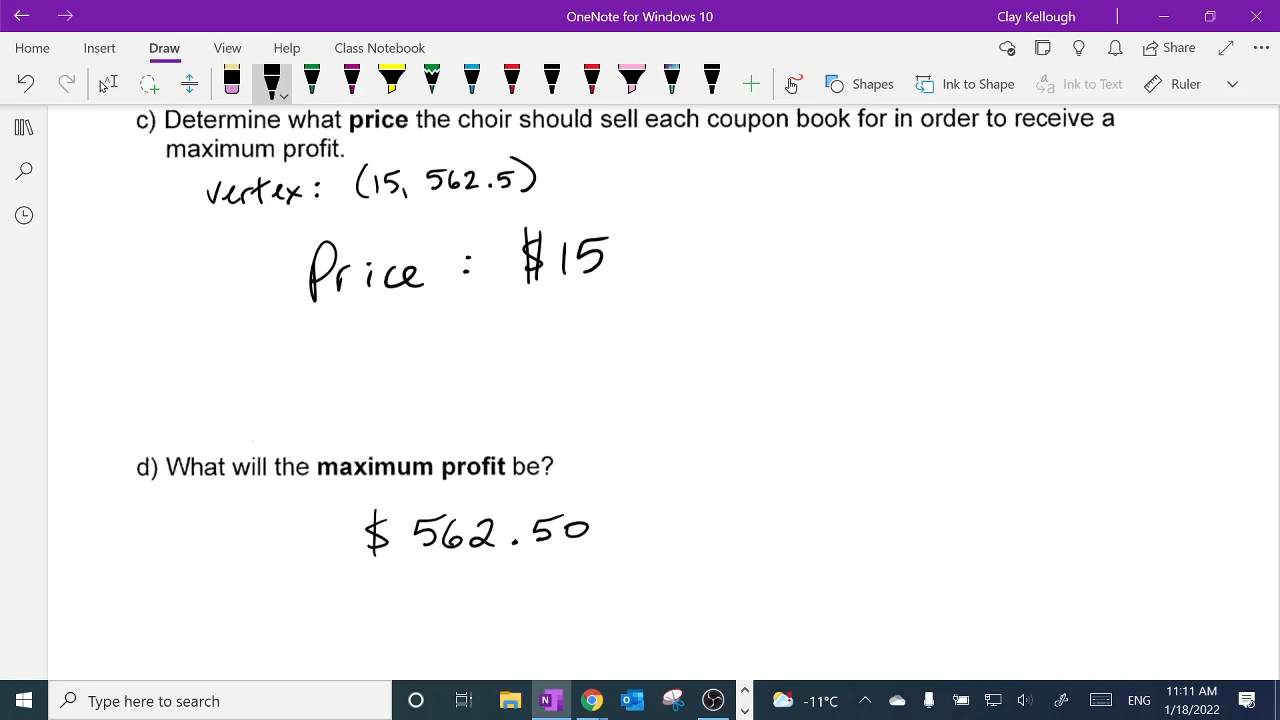 OneNote for Windows 10
Clay Kellough
Home Insert Draw View Help Class Notebook
Share
Shapes Ink to Shape Ink to Text Ruler
c) Determine what price the choir should sell each coupon book for in order to receive a
maximum profit.
vertex: (15, 562.5)
Price : $15
d) What will the maximum profit be?
$ 562.50
Type here to search
-11°C
ENG
11:11 AM
1/18/2022